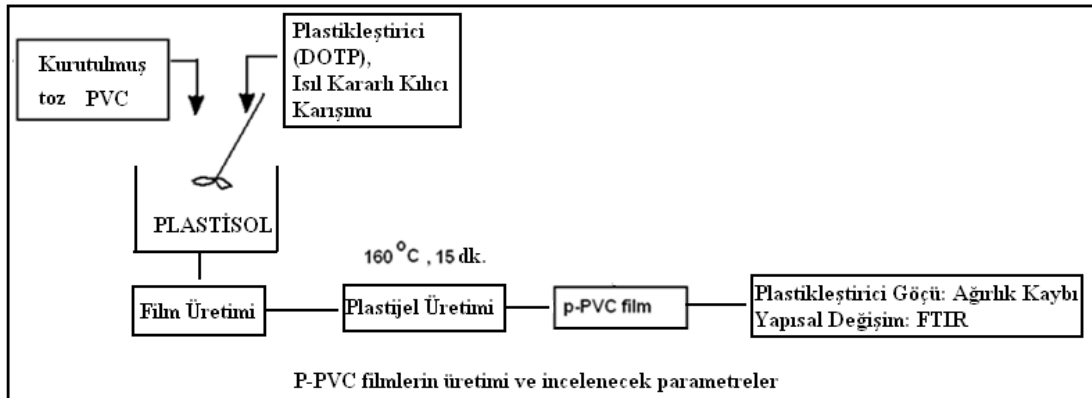 Kurutulmuş
toz PVC
Plastikleştirici
(DOTP),
Isıl Kararlı Kılıcı
Karışımı
PLASTİSOL
160 °C , 15 dk.
Film Üretimi
Plastijel Üretimi
p-PVC film
Plastikleştirici Göçü: Ağırlık Kaybı
Yapısal Değişim: FTIR
P-PVC filmlerin üretimi ve incelenecek parametreler